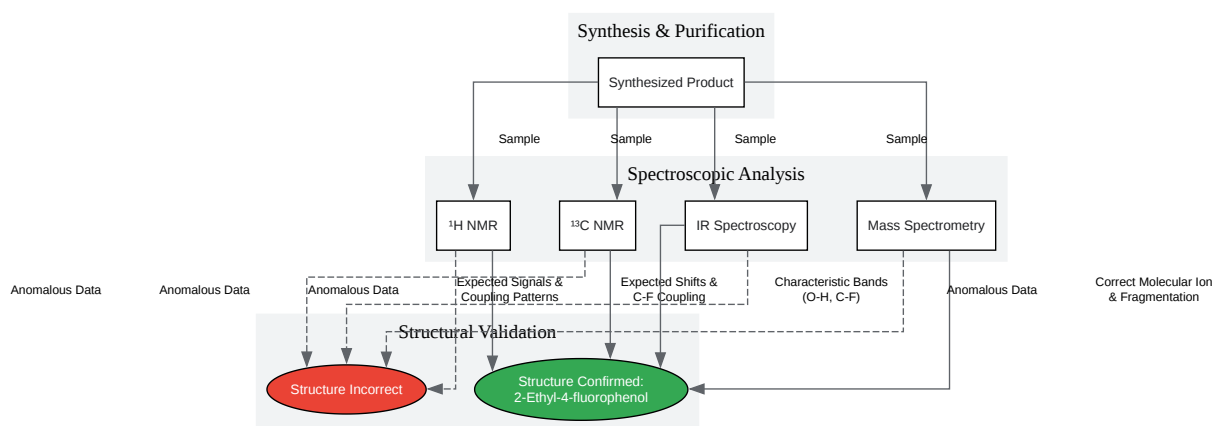 Synthesis & Purification
Synthesized Product
Sample
Sample
Sample
Sample
Spectroscopic Analysis
¹H NMR
¹³C NMR
IR Spectroscopy
Mass Spectrometry
Anomalous Data
Anomalous Data
Anomalous Data
Expected Signals &
Coupling Patterns
Expected Shifts &
C-F Coupling
Characteristic Bands
(O-H, C-F)
Anomalous Data
Correct Molecular Ion
& Fragmentation
Structural Validation
Structure Incorrect
Structure Confirmed:
2-Ethyl-4-fluorophenol